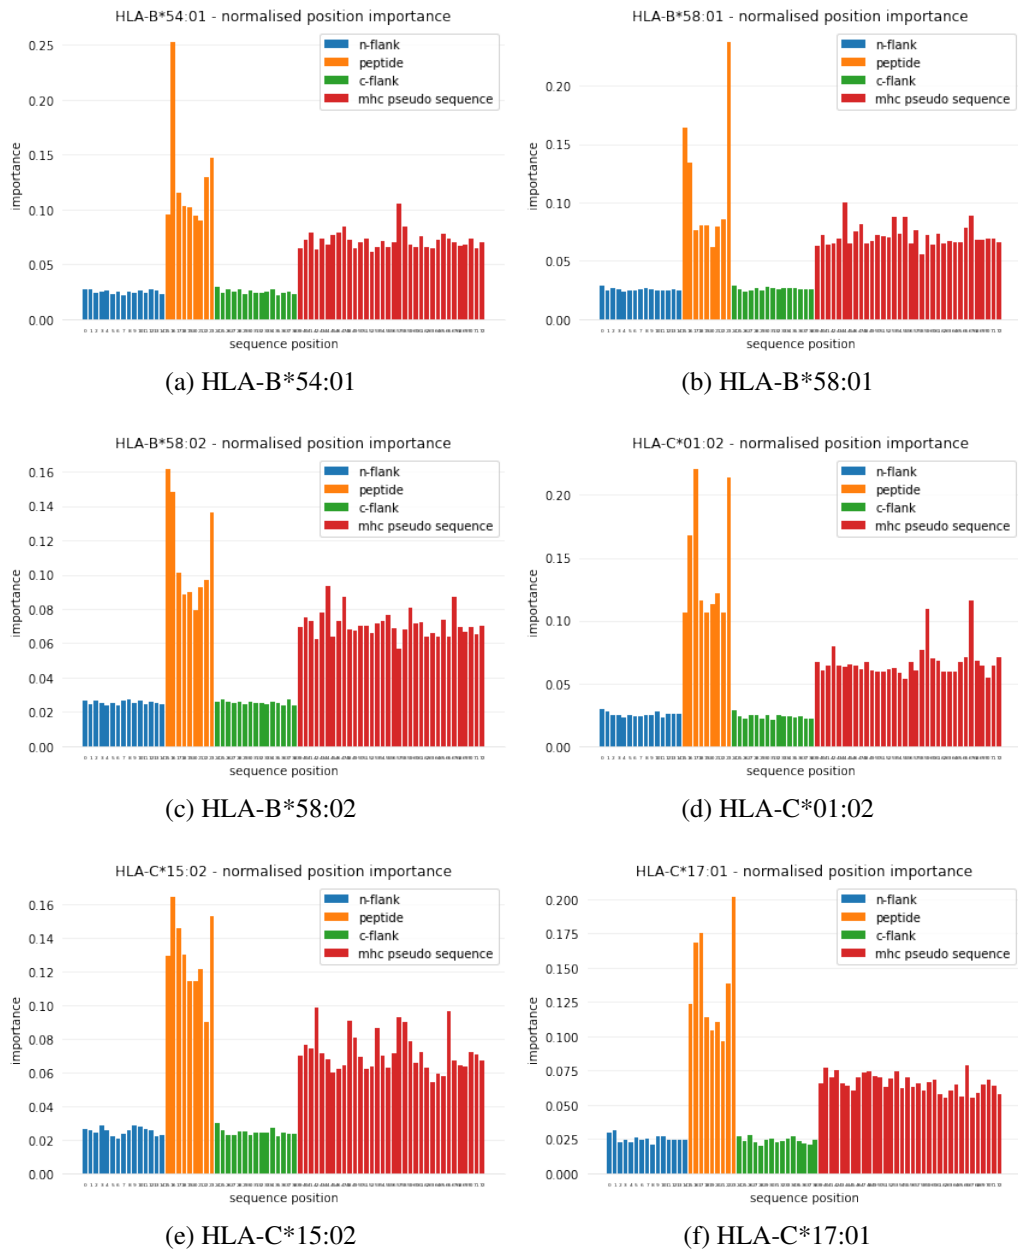 HLA-B*54:01 - normalised position importance
n-flank
peptide
c-flank
mhc pseudo sequence
importance
0.25
0.20
0.15
0.10
0.05
0.00
sequence position
(a) HLA-B*54:01
HLA-B*58:01 - normalised position importance
n-flank
peptide
c-flank
mhc pseudo sequence
importance
0.20
0.15
0.10
0.05
0.00
sequence position
(b) HLA-B*58:01
HLA-B*58:02 - normalised position importance
n-flank
peptide
c-flank
mhc pseudo sequence
importance
0.16
0.14
0.12
0.10
0.08
0.06
0.04
0.02
0.00
sequence position
(c) HLA-B*58:02
HLA-C*01:02 - normalised position importance
n-flank
peptide
c-flank
mhc pseudo sequence
importance
0.20
0.15
0.10
0.05
0.00
sequence position
(d) HLA-C*01:02
HLA-C*15:02 - normalised position importance
n-flank
peptide
c-flank
mhc pseudo sequence
importance
0.16
0.14
0.12
0.10
0.08
0.06
0.04
0.02
0.00
sequence position
(e) HLA-C*15:02
HLA-C*17:01 - normalised position importance
n-flank
peptide
c-flank
mhc pseudo sequence
importance
0.200
0.175
0.150
0.125
0.100
0.075
0.050
0.025
0.000
sequence position
(f) HLA-C*17:01